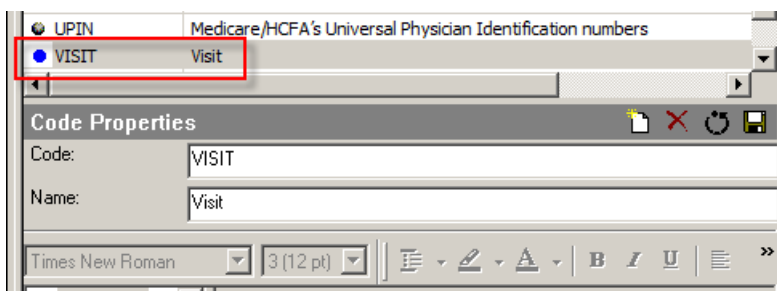 UPIN Medicare/HCFA's Universal Physician Identification numbers
VISIT Visit
Code Properties
Code: VISIT
Name: Visit
Times New Roman 3 (12 pt) A B I U »